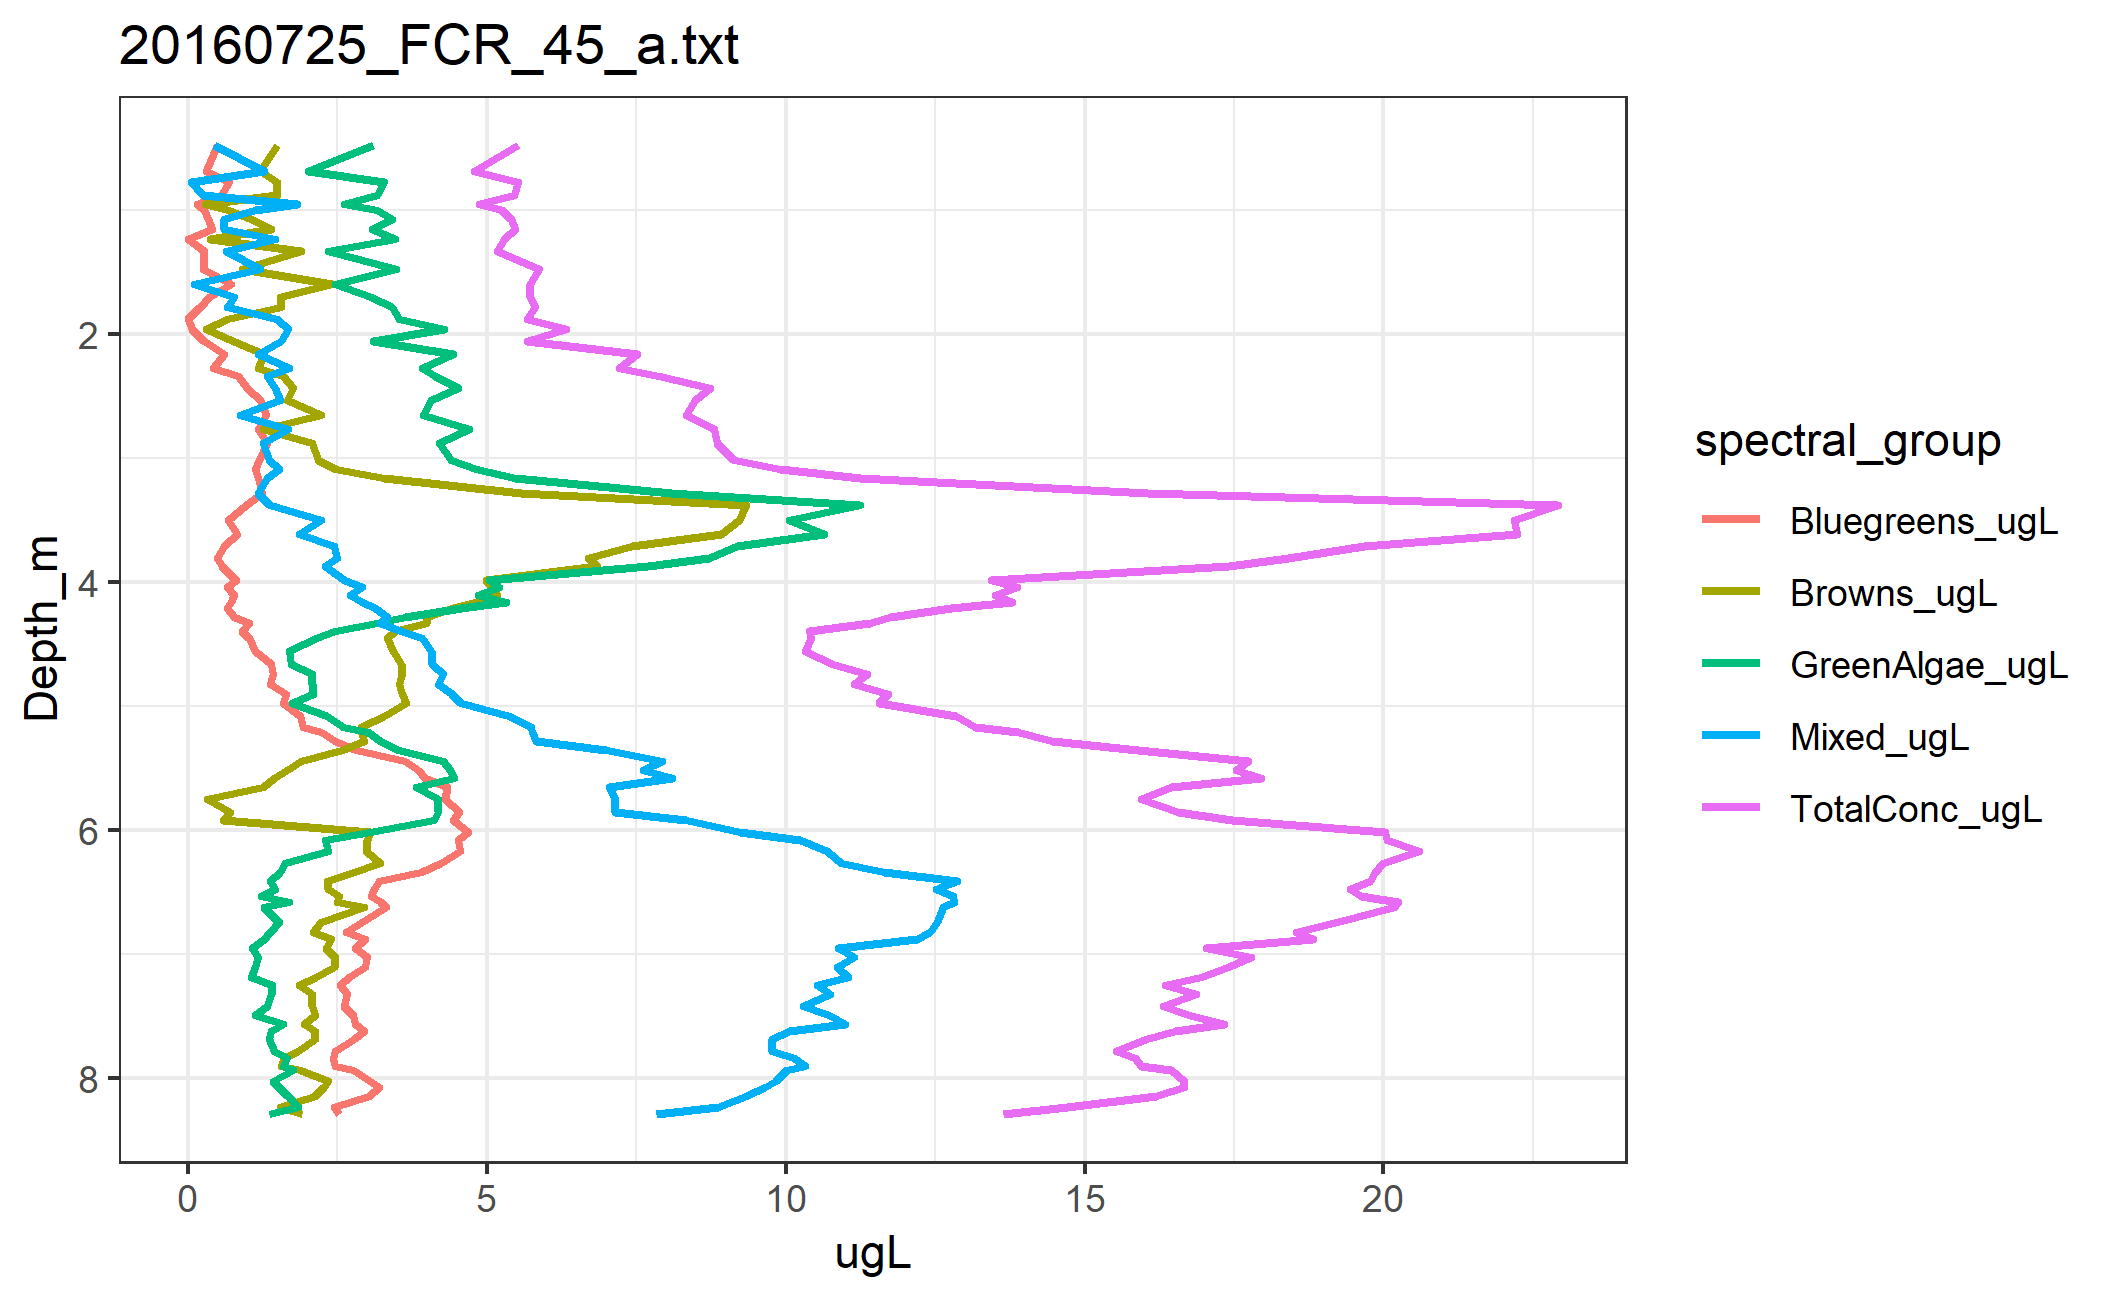 20160725_FCR_45_a.txt
Depth_m
2
4
6
8
0 5 10 15 20
ugL
spectral_group
Bluegreens_ugL
Browns_ugL
GreenAlgae_ugL
Mixed_ugL
TotalConc_ugL